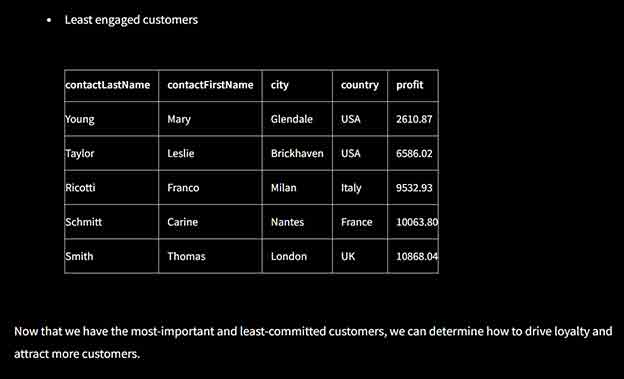 Least engaged customers
contactLastName contactFirstName city country profit
Young Mary Glendale USA 2610.87
Taylor Leslie Brickhaven USA 6586.02
Ricotti Franco Milan Italy 9532.93
Schmitt Carine Nantes France 10063.80
Smith Thomas London UK 10868.04
Now that we have the most-important and least-committed customers, we can determine how to drive loyalty and
attract more customers.